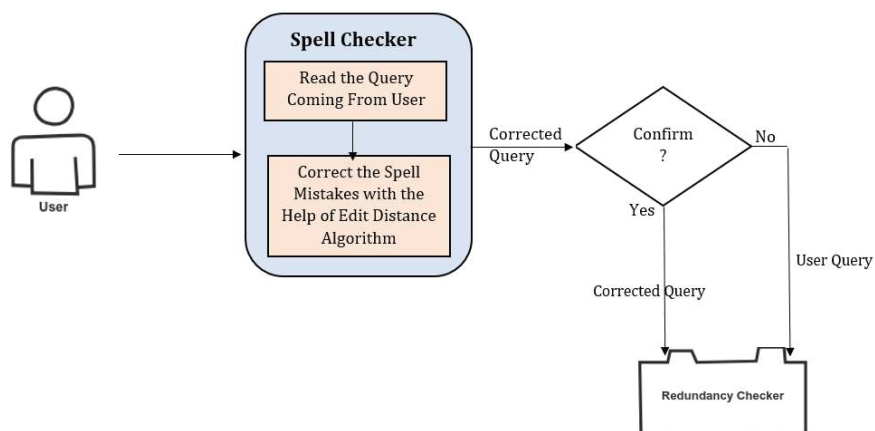 Spell Checker
Read the Query
Coming From User
Correct the Spell
Mistakes with the
Help of Edit Distance
Algorithm
User
Corrected
Query
Confirm
?
No
Yes
User Query
Corrected Query
Redundancy Checker